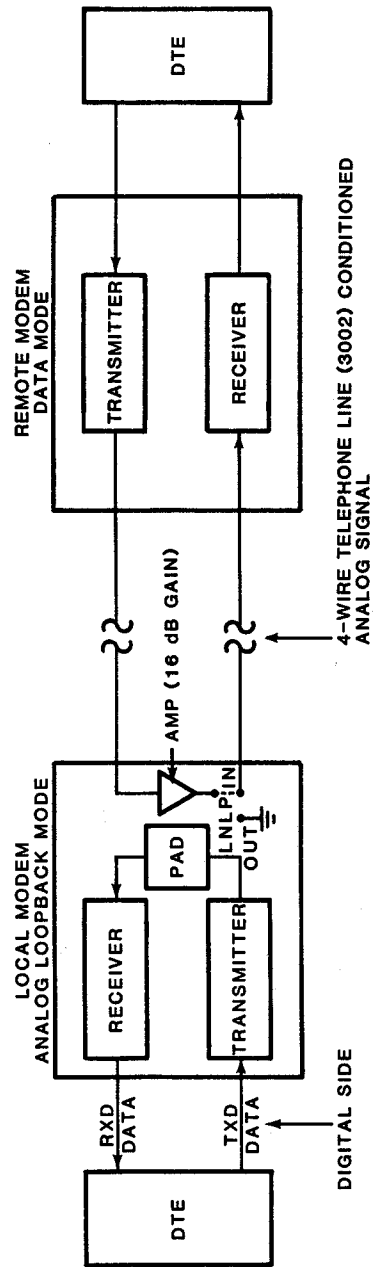 LOCAL MODEM
ANALOG LOOPBACK MODE
REMOTE MODEM
DATA MODE
DTE
RXD
DATA
TXD
DATA
RECEIVER
TRANSMITTER
PAD
AMP (16 dB GAIN)
LNLP
IN
OUT
TRANSMITTER
RECEIVER
DTE
DIGITAL SIDE
4-WIRE TELEPHONE LINE (3002) CONDITIONED
ANALOG SIGNAL